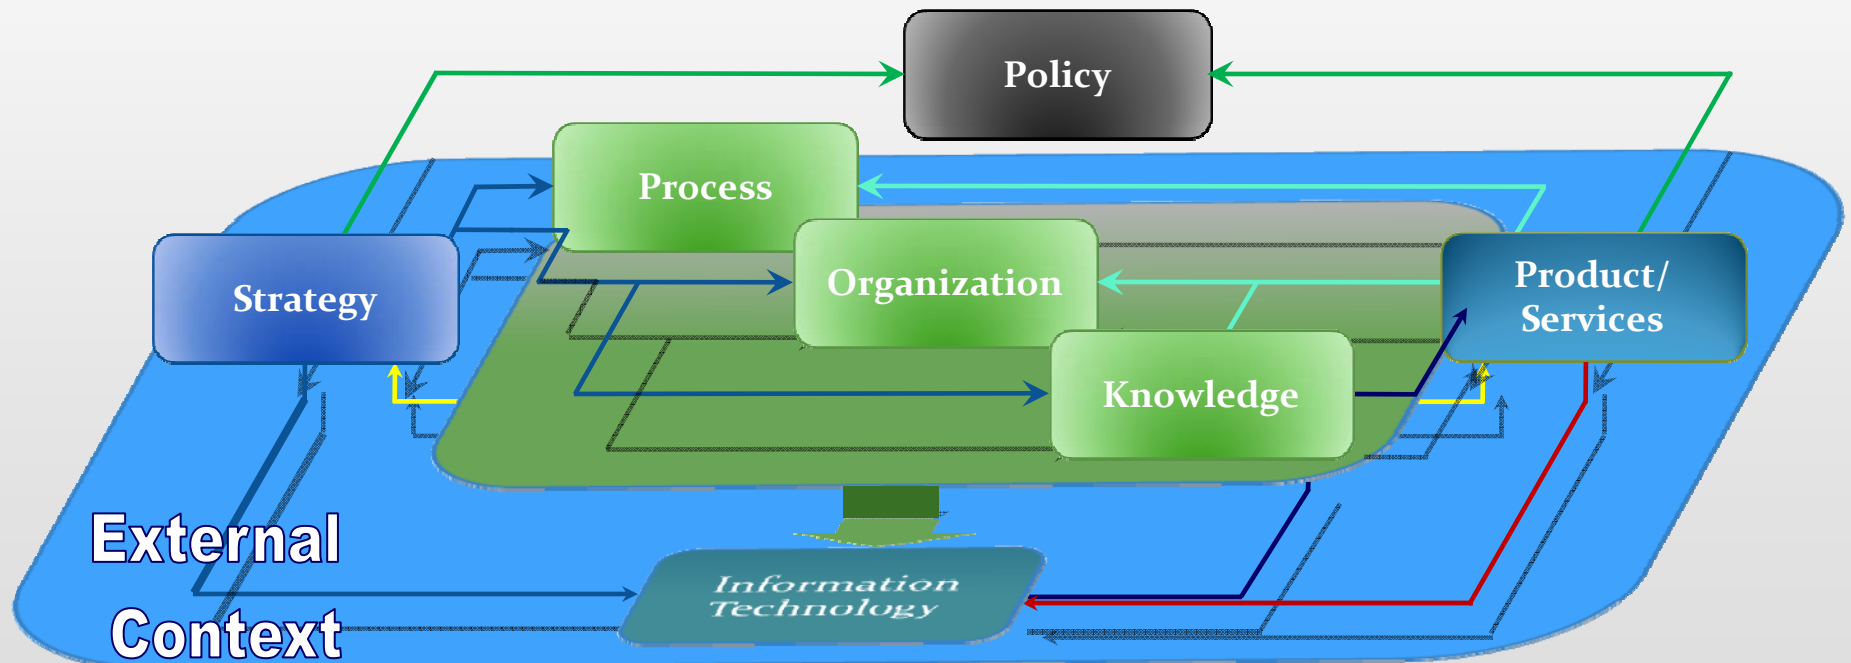 Policy
Process
Organization
Strategy
Product/
Services
Knowledge
External
Context
Information
Technology